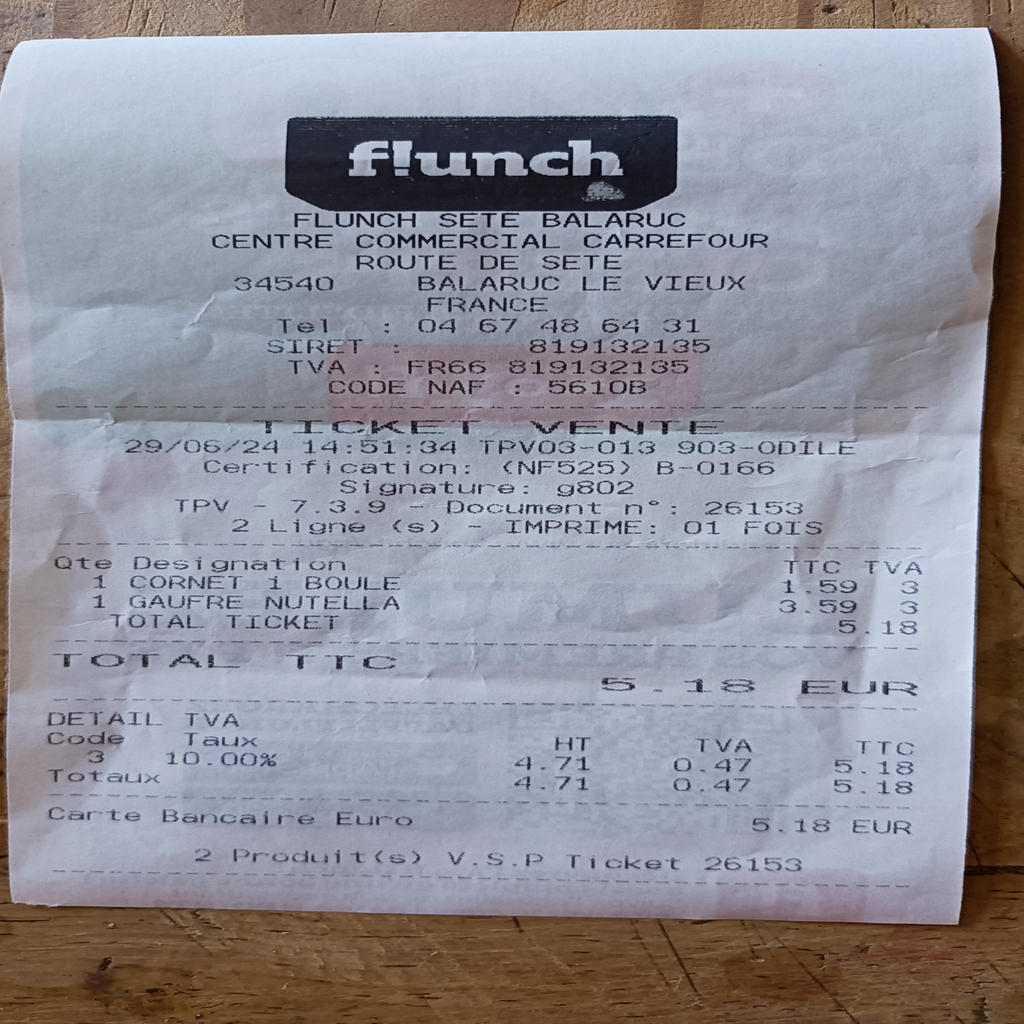 f!unch
FLUNCH SETE BALARUC
CENTRE COMMERCIAL CARREFOUR
ROUTE DE SETE
34540 BALARUC LE VIEUX
FRANCE
Tel : 04 67 48 64 31
SIRET : 819132135
TVA : FR66 819132135
CODE NAF : 5610B
TICKET VENTE
29/06/24 14:51:34 TPV03-013 903-ODILE
Certification: (NF525) B-0166
Signature: g802
TPV - 7.3.9 - Document n°: 26153
2 Ligne (s) - IMPRIME: 01 FOIS
Qte Designation TTC TVA
1 CORNET 1 BOULE 1.59 3
1 GAUFRE NUTELLA 3.59 3
TOTAL TICKET 5.18
TOTAL TTC
5.18 EUR
DETAIL TVA
Code Taux HT TVA TTC
3 10.00% 4.71 0.47 5.18
Totaux 4.71 0.47 5.18
Carte Bancaire Euro 5.18 EUR
2 Produit(s) V.S.P Ticket 26153